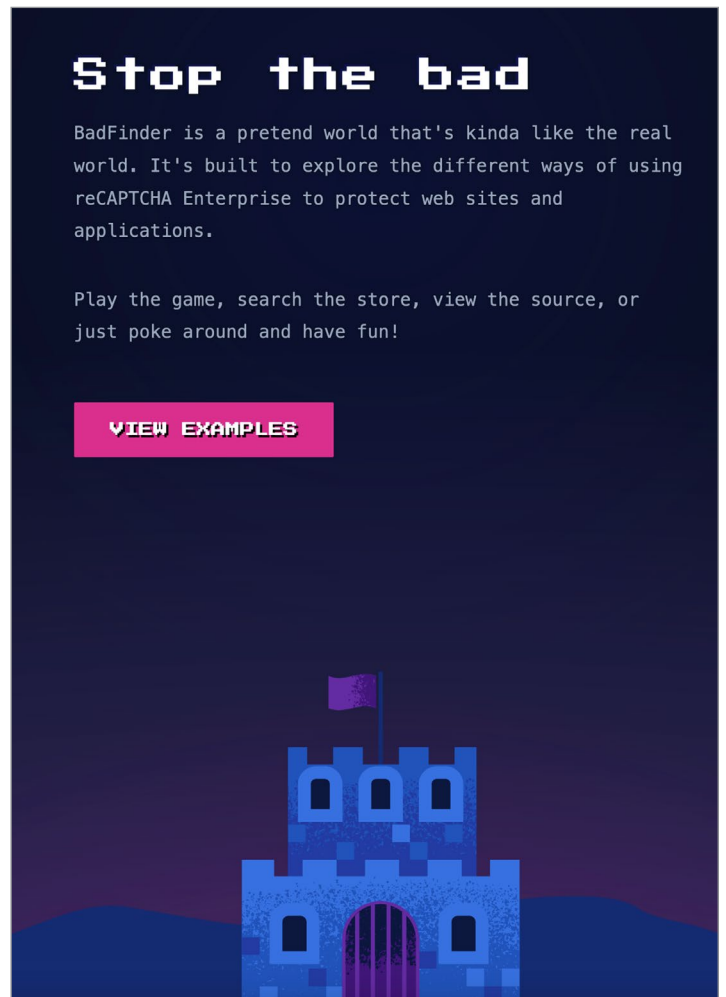 Stop the bad
BadFinder is a pretend world that's kinda like the real
world. It's built to explore the different ways of using
reCAPTCHA Enterprise to protect web sites and
applications.
Play the game, search the store, view the source, or
just poke around and have fun!
VIEW EXAMPLES